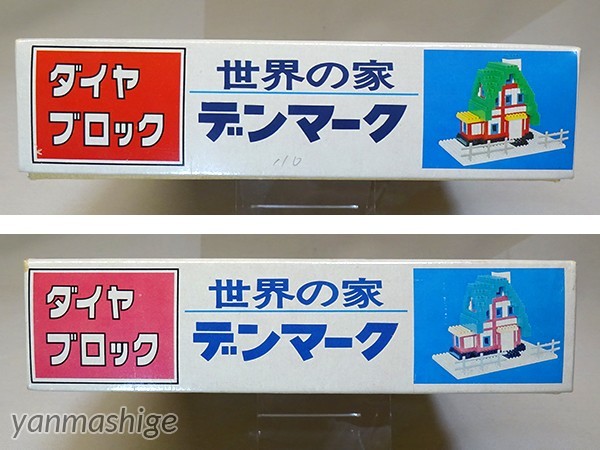 ダイヤ
ブロック
世界の家
デンマーク
110
ダイヤ
ブロック
世界の家
デンマーク
yanmashige